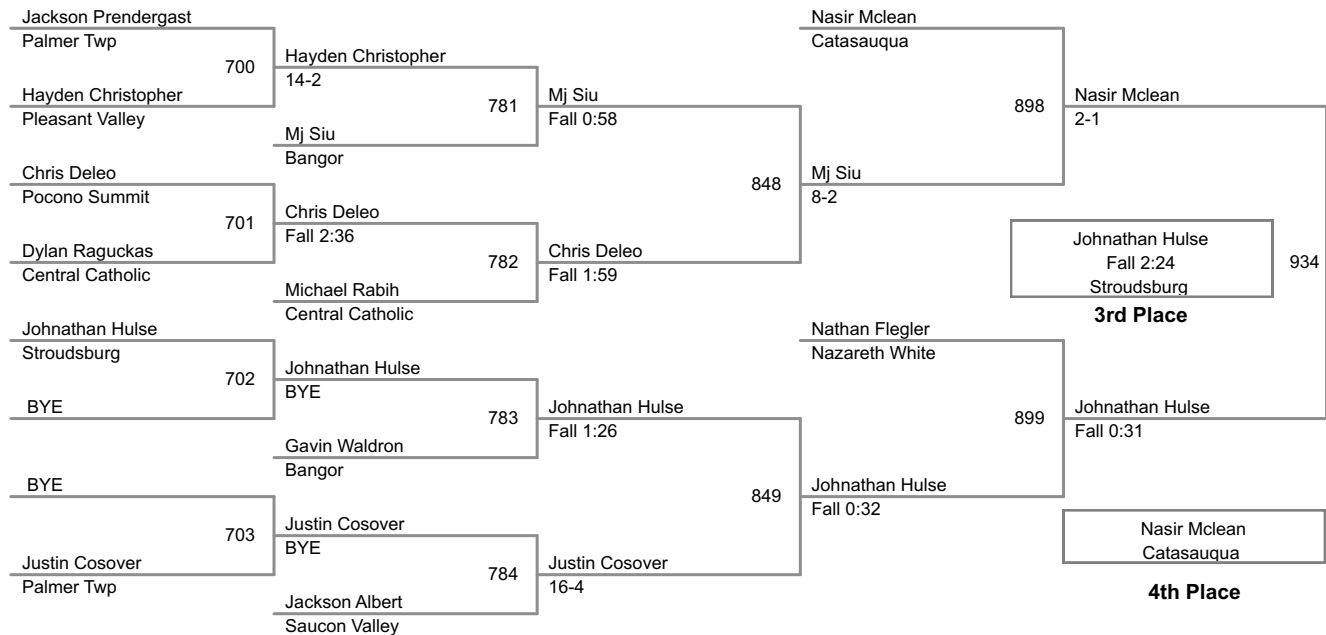 Jackson Prendergast
Palmer Twp
700
Hayden Christopher
Pleasant Valley
Chris Deleo
Pocono Summit
701
Dylan Raguckas
Central Catholic
Johnathan Hulse
Stroudsburg
702
BYE
BYE
703
Justin Cosover
Palmer Twp
Hayden Christopher
14-2
781
Mj Siu
Bangor
Chris Deleo
Fall 2:36
782
Michael Rabih
Central Catholic
Johnathan Hulse
BYE
783
Gavin Waldron
Bangor
Justin Cosover
BYE
784
Jackson Albert
Saucon Valley
Mj Siu
Fall 0:58
848
Chris Deleo
Fall 1:59
Johnathan Hulse
Fall 1:26
849
Justin Cosover
16-4
Nasir Mclean
Catasauqua
898
Mj Siu
8-2
Nathan Flegler
Nazareth White
899
Johnathan Hulse
Fall 0:32
Nasir Mclean
2-1
Johnathan Hulse
Fall 2:24
Stroudsburg
934
3rd Place
Johnathan Hulse
Fall 0:31
Nasir Mclean
Catasauqua
4th Place